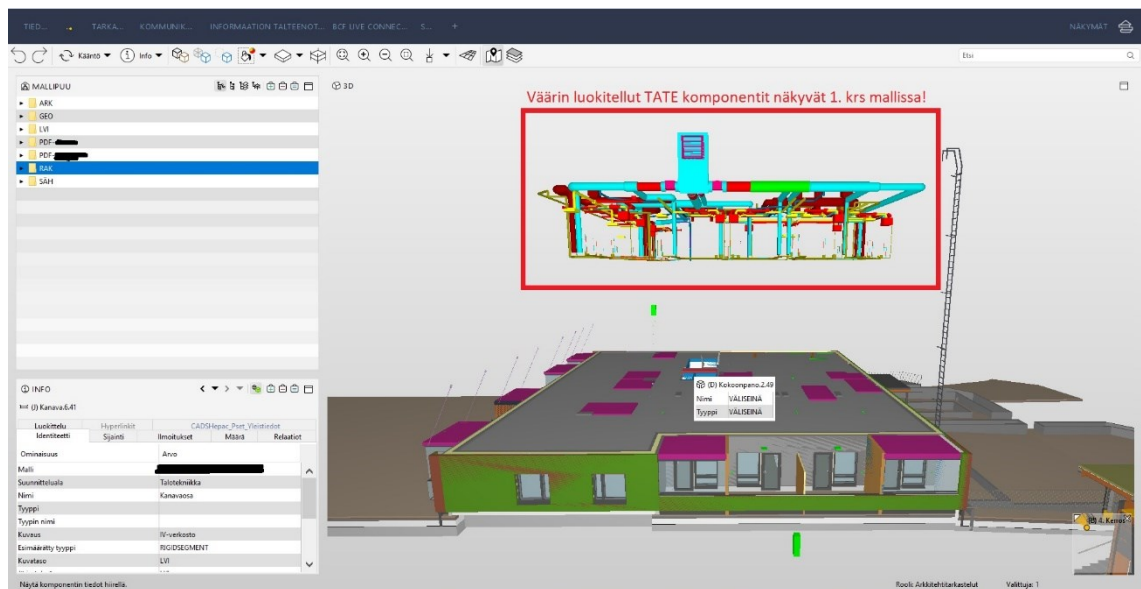 TIED... TARKA... KOMMUNIK... INFORMAATION TALTEENOT... BCF LIVE CONNEC... S... + NÄKYMÄT
Kääntö Info Etsi
MALLIPUU
3D
Väärin luokitellut TATE komponentit näkyvät 1. krs mallissa!
ARK
GEO
LVI
PDF-
PDF-
RAK
SÄH
(D) Kokoonpano.2.49
Nimi VÄLISEINÄ
Tyyppi VÄLISEINÄ
INFO
(J) Kanava.6.41
Luokittelu Hyperlinkit CADSHepac_Pset_Yleistiedot
Identiteetti Sijainti Ilmoitukset Määrä Relaatiot
Ominaisuus Arvo
Malli
Suunnitteluala Talotekniikka
Nimi Kanavaosa
Tyyppi
Tyypin nimi
Kuvaus IV-verkosto
Esimäärätty tyyppi RIGIDSEGMENT
Kuvataso LVI
4. Kerros
Näytä komponentin tiedot hiirellä. Rooli: Arkkitehtitarkastelut Valittuja: 1